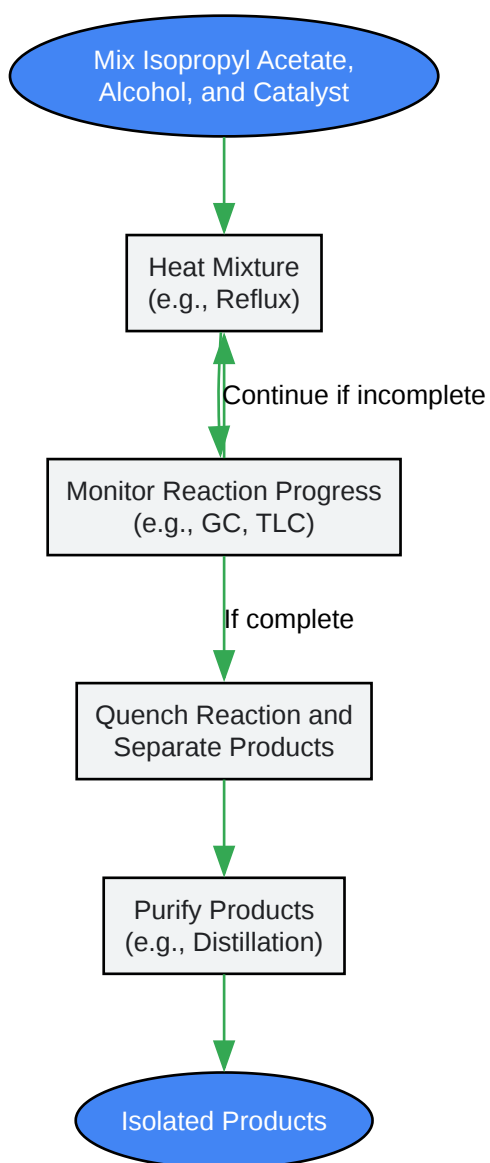 Mix Isopropyl Acetate,
Alcohol, and Catalyst
Heat Mixture
(e.g., Reflux)
Continue if incomplete
Monitor Reaction Progress
(e.g., GC, TLC)
If complete
Quench Reaction and
Separate Products
Purify Products
(e.g., Distillation)
Isolated Products